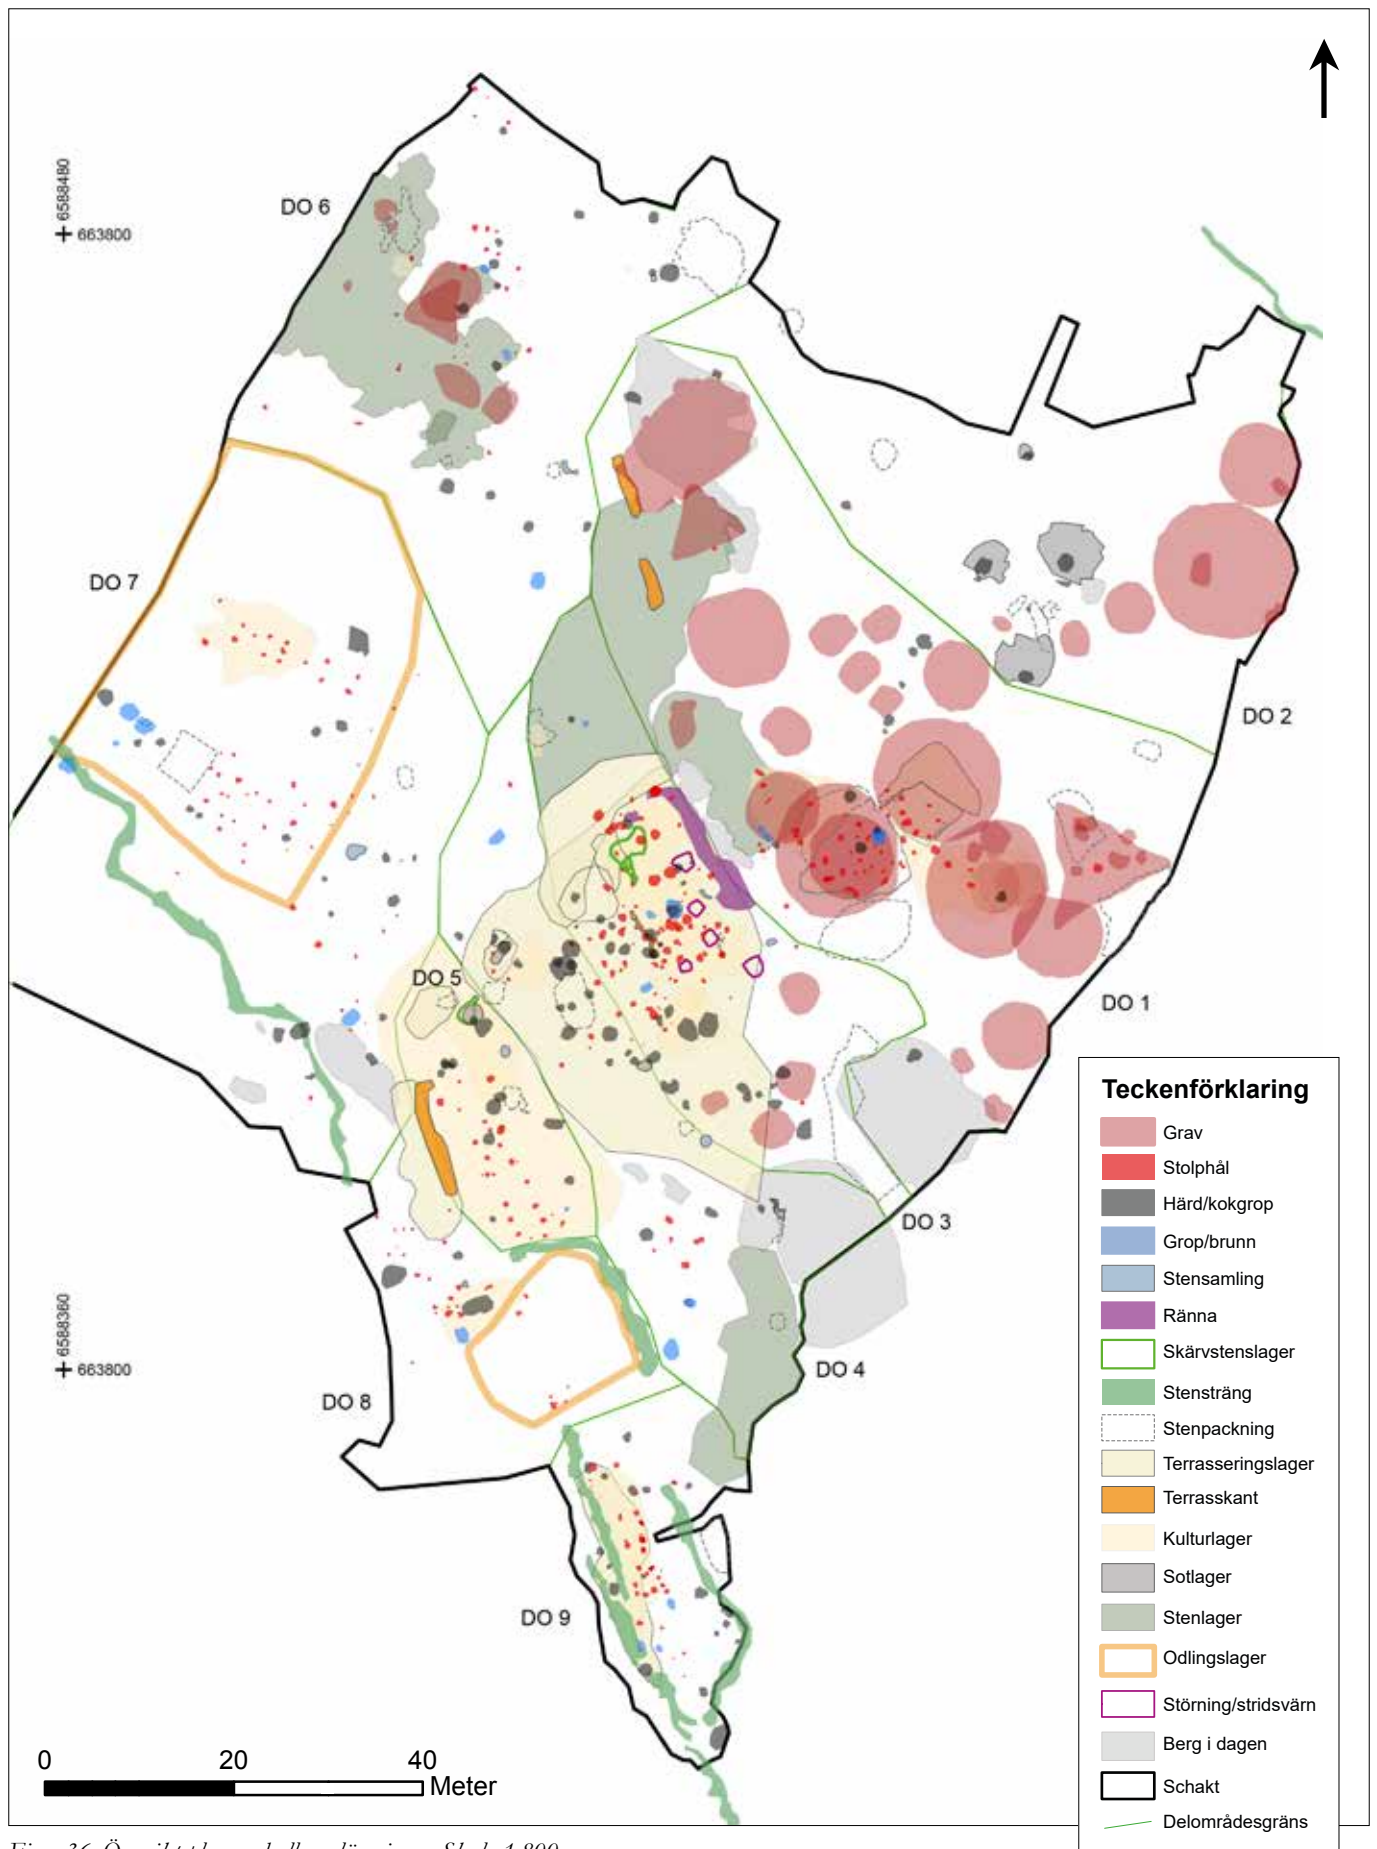 6588480
663800
DO 6
DO 7
DO 2
DO 5
DO 1
DO 3
DO 4
DO 8
DO 9
6588360
663800
0 20 40
Meter
Teckenförklaring
Grav
Stolphål
Härd/kokgrop
Grop/brunn
Stensamling
Ränna
Skärvstenslager
Stensträng
Stenpackning
Terrasseringslager
Terrasskant
Kulturlager
Sotlager
Stenlager
Odlingslager
Störning/stridsvärn
Berg i dagen
Schakt
Delområdesgräns